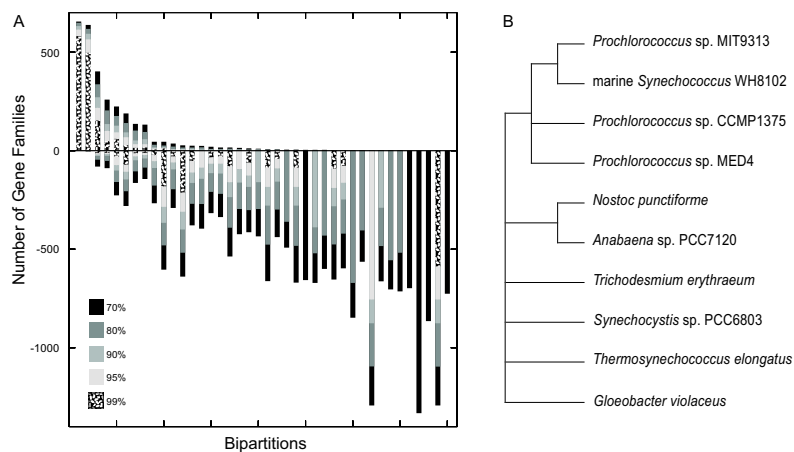 A
Number of Gene Families
500
0
-500
-1000
70%
80%
90%
95%
99%
Bipartitions
B
Prochlorococcus sp. MIT9313
marine Synechococcus WH8102
Prochlorococcus sp. CCMP1375
Prochlorococcus sp. MED4
Nostoc punctiforme
Anabaena sp. PCC7120
Trichodesmium erythraeum
Synechocystis sp. PCC6803
Thermosynechococcus elongatus
Gloeobacter violaceus